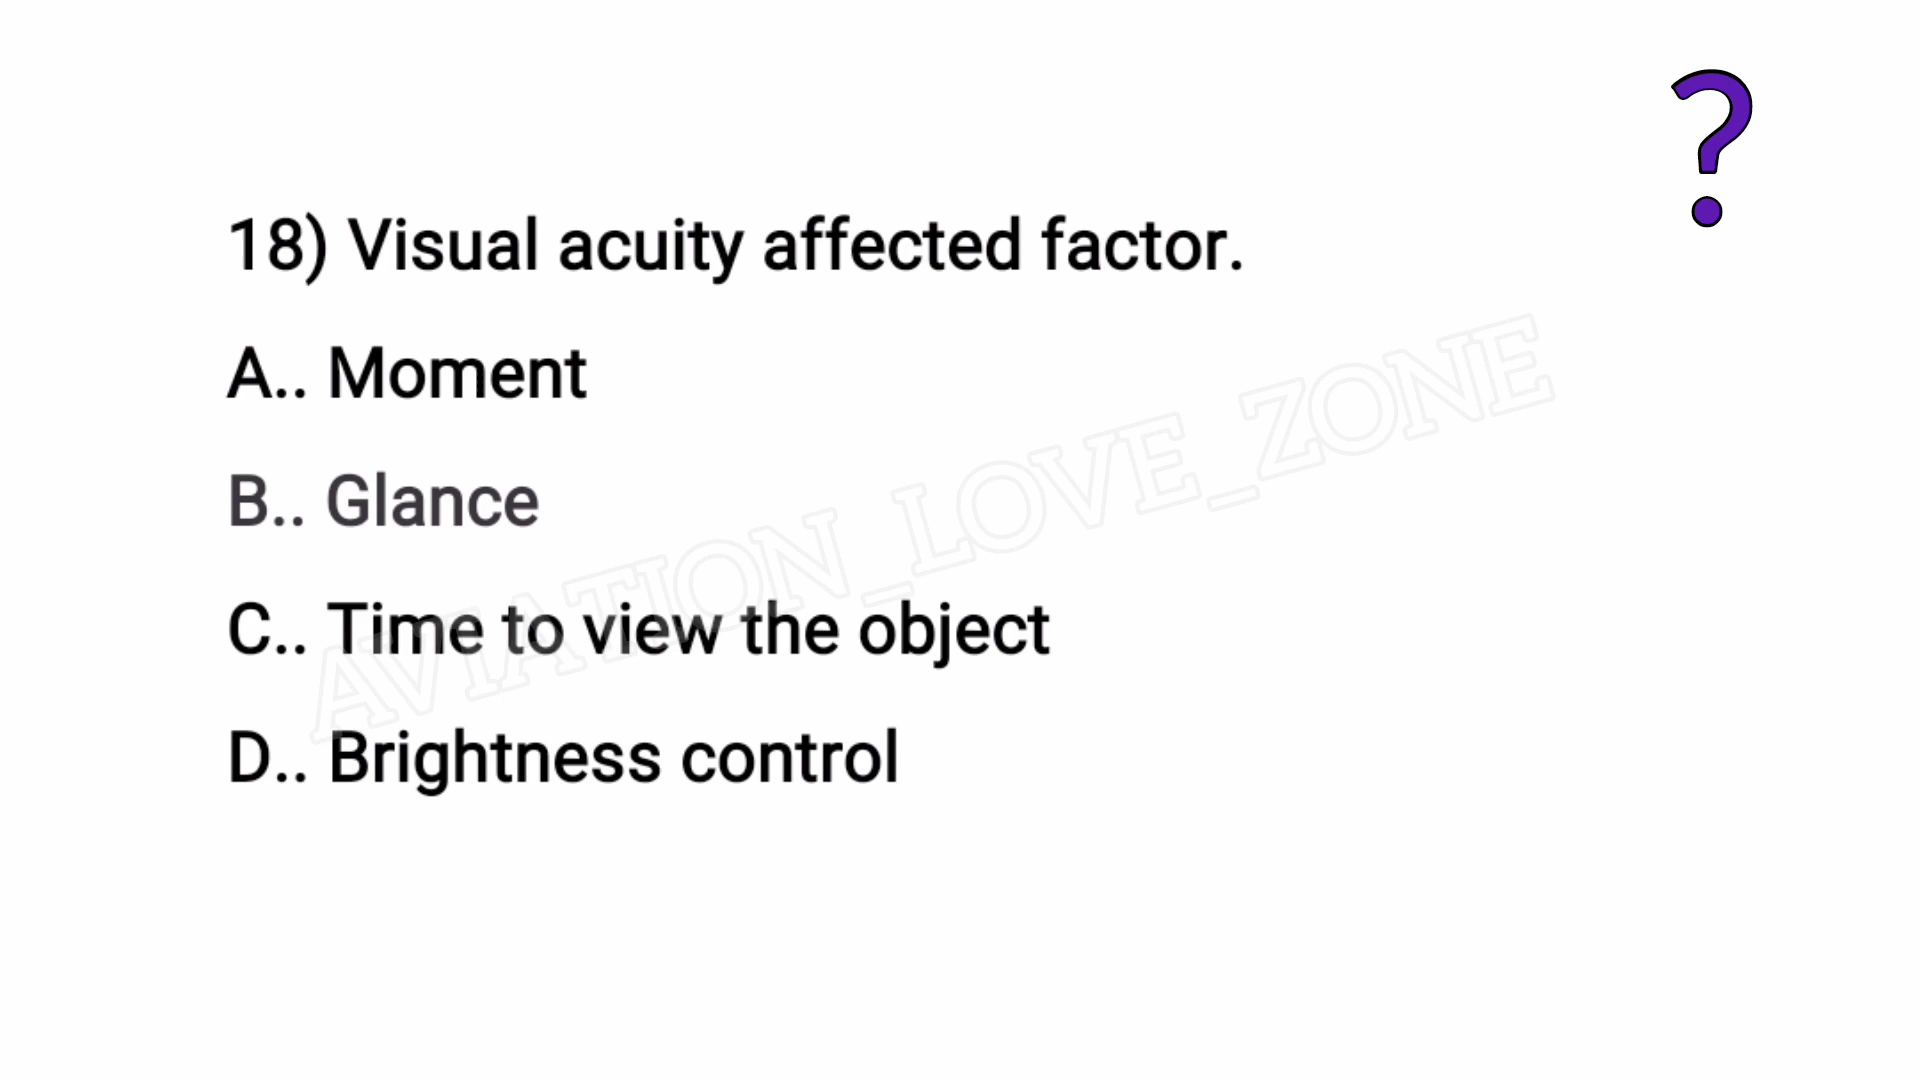 ?
18) Visual acuity affected factor.
A.. Moment
B.. Glance
C.. Time to view the object
D.. Brightness control
AVIATION_LOVE_ZONE